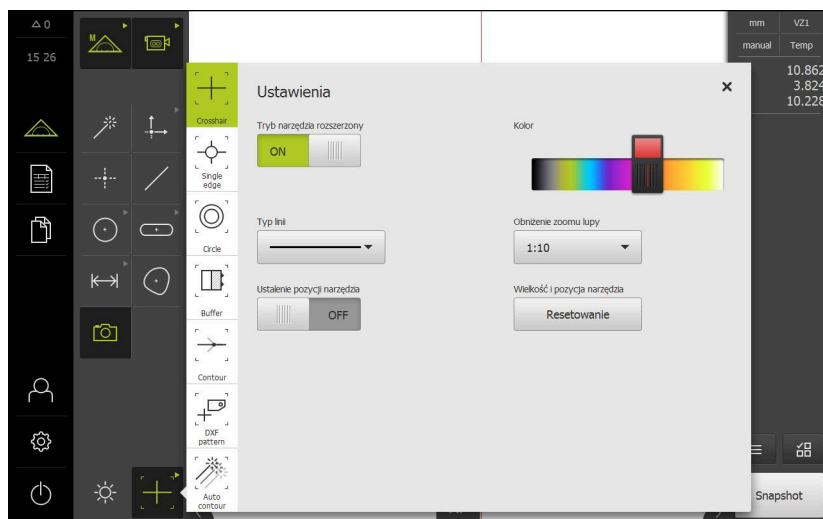 0
15 26
M
mm VZ1
manual Temp
10.862
3.824
10.228
Ustawienia
×
Crosshair
Single
edge
Circle
Buffer
Contour
DXF
pattern
Auto
contour
Tryb narzędzia rozszerzony
ON
Kolor
Typ linii
Obniżenie zoomu lupy
1:10
Ustalenie pozycji narzędzia
OFF
Wielkość i pozycja narzędzia
Resetowanie
Snapshot